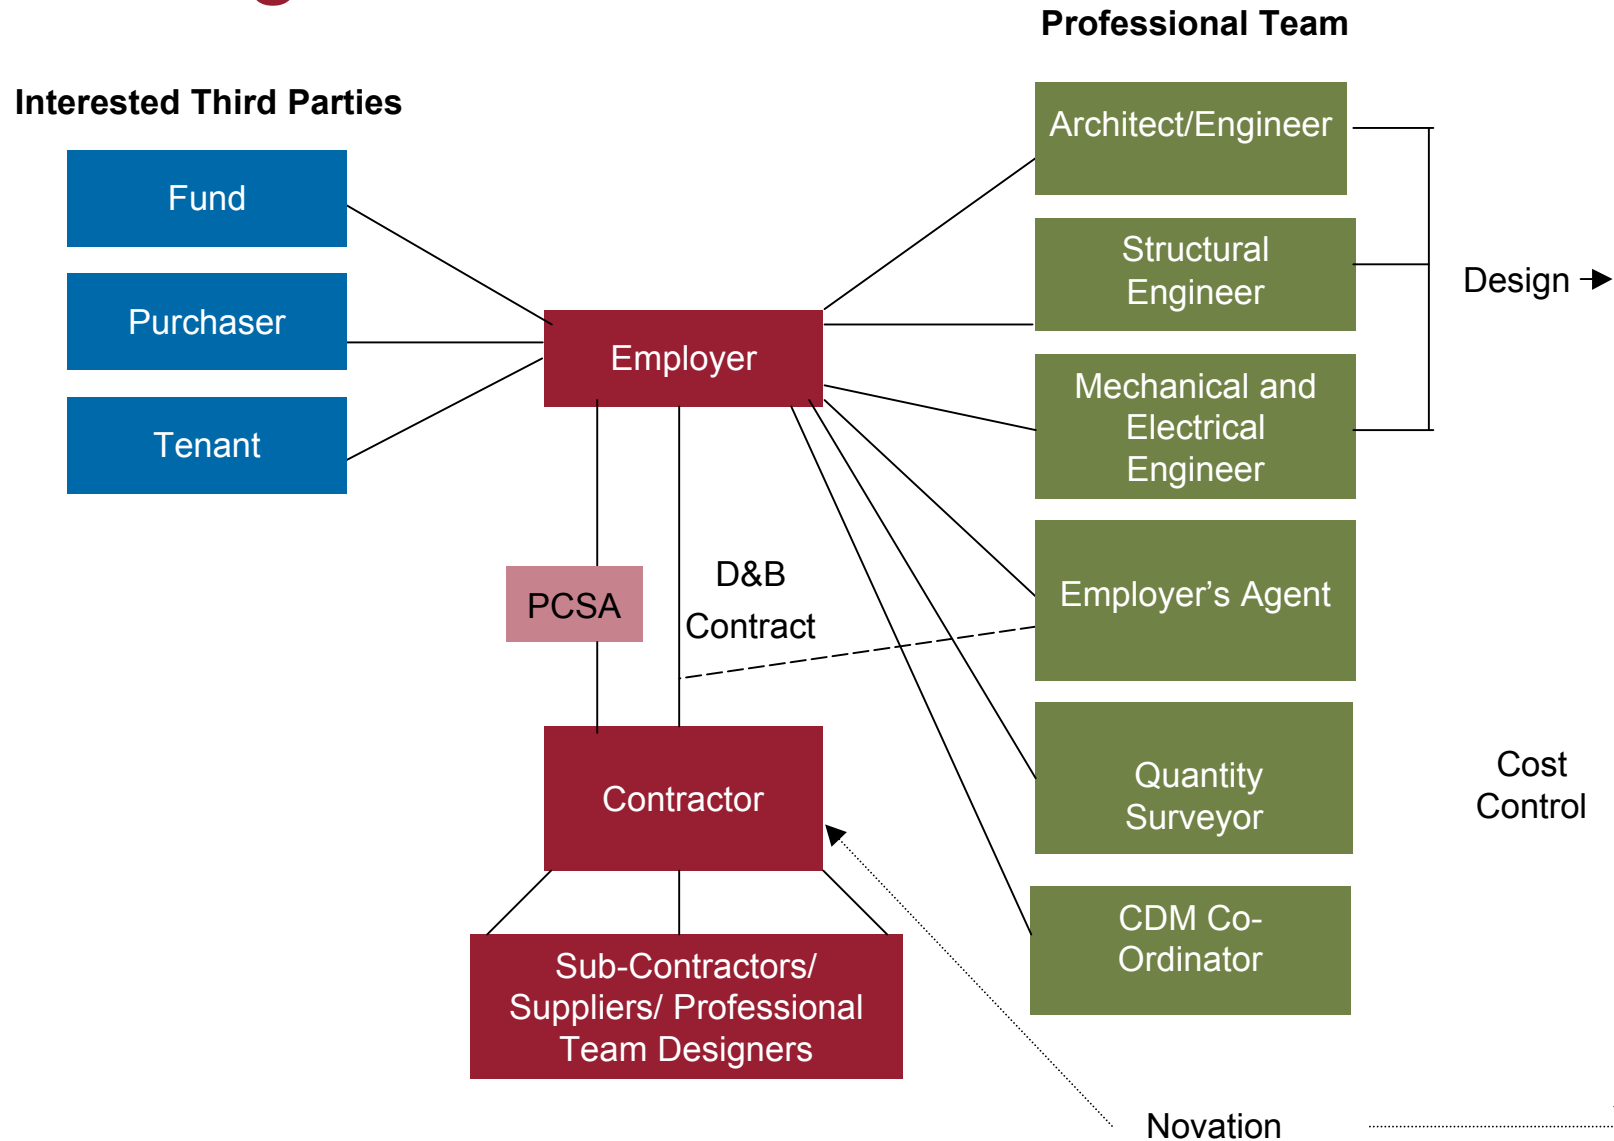 Professional Team
Interested Third Parties
Architect/Engineer
Fund
Structural
Engineer
Design
Purchaser
Employer
Mechanical and
Electrical
Engineer
Tenant
D&B
Contract
PCSA
Employer’s Agent
Contractor
Quantity
Surveyor
Cost
Control
CDM Co-
Ordinator
Sub-Contractors/
Suppliers/ Professional
Team Designers
Novation